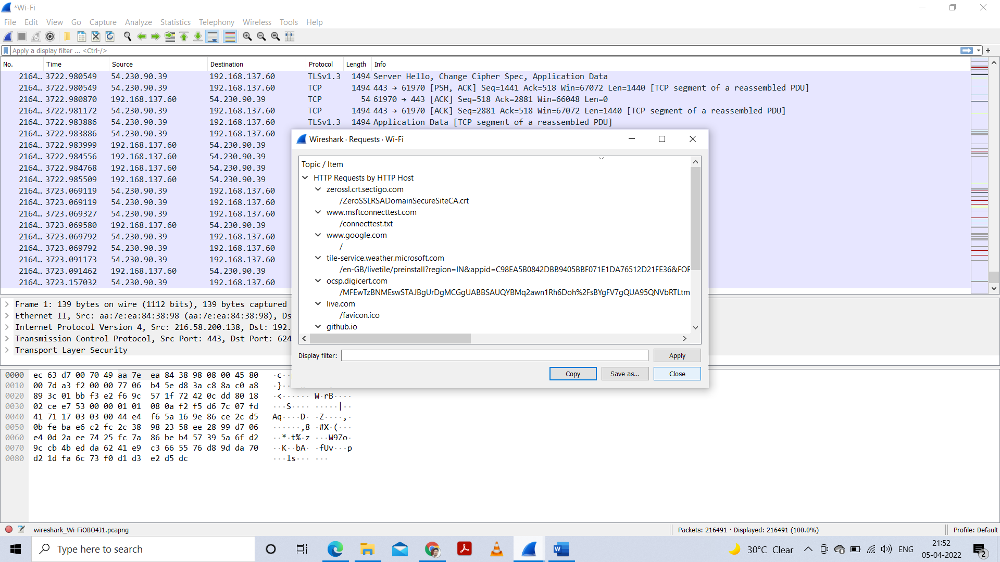 *Wi-Fi
File Edit View Go Capture Analyze Statistics Telephony Wireless Tools Help
Apply a display filter ... <Ctrl-/>
No. Time Source Destination Protocol Length Info
2164… 3722.980549 54.230.90.39 192.168.137.60 TLSv1.3 1494 Server Hello, Change Cipher Spec, Application Data
2164… 3722.980549 54.230.90.39 192.168.137.60 TCP 1494 443 → 61970 [PSH, ACK] Seq=1441 Ack=518 Win=67072 Len=1440 [TCP segment of a reassembled PDU]
2164… 3722.980870 192.168.137.60 54.230.90.39 TCP 54 61970 → 443 [ACK] Seq=518 Ack=2881 Win=66048 Len=0
2164… 3722.981172 54.230.90.39 192.168.137.60 TCP 1494 443 → 61970 [ACK] Seq=2881 Ack=518 Win=67072 Len=1440 [TCP segment of a reassembled PDU]
2164… 3722.983886 54.230.90.39 192.168.137.60 TLSv1.3 1494 Application Data [TCP segment of a reassembled PDU]
2164… 3722.983886 54.230.90.39 192.168.137.60
2164… 3722.983999 192.168.137.60 54.230.90.39
2164… 3722.984556 192.168.137.60 54.230.90.39
2164… 3722.984768 192.168.137.60 54.230.90.39
2164… 3722.985509 192.168.137.60 54.230.90.39
2164… 3723.069119 54.230.90.39 192.168.137.60
2164… 3723.069119 54.230.90.39 192.168.137.60
2164… 3723.069327 54.230.90.39 192.168.137.60
2164… 3723.069580 192.168.137.60 54.230.90.39
2164… 3723.069792 54.230.90.39 192.168.137.60
2164… 3723.069792 54.230.90.39 192.168.137.60
2164… 3723.091173 54.230.90.39 192.168.137.60
2164… 3723.091462 192.168.137.60 54.230.90.39
2164… 3723.157032 54.230.90.39 192.168.137.60
Wireshark · Requests · Wi-Fi
Topic / Item
HTTP Requests by HTTP Host
zerossl.crt.sectigo.com
/ZeroSSLRSADomainSecureSiteCA.crt
www.msftconnecttest.com
/connecttest.txt
www.google.com
/
tile-service.weather.microsoft.com
/en-GB/livetile/preinstall?region=IN&appid=C98EA5B0842DBB9405BBF071E1DA76512D21FE36&FOR
ocsp.digicert.com
/MFEwTzBNMEswSTAJBgUrDgMCGgUABBSAUQYBMq2awn1Rh6Doh%2FsBYgFV7gQUA95QNVbRTLtm
live.com
/favicon.ico
github.io
Display filter:
Apply
Copy Save as... Close
Frame 1: 139 bytes on wire (1112 bits), 139 bytes captured
Ethernet II, Src: aa:7e:ea:84:38:98 (aa:7e:ea:84:38:98), Ds
Internet Protocol Version 4, Src: 216.58.200.138, Dst: 192.
Transmission Control Protocol, Src Port: 443, Dst Port: 624
Transport Layer Security
0000 ec 63 d7 00 70 49 aa 7e ea 84 38 98 08 00 45 80 ·c··
0010 00 7d a3 f2 00 00 77 06 b4 5e d8 3a c8 8a c0 a8 ·}··
0020 89 3c 01 bb f3 e2 f6 9c 57 1f 72 42 0c dd 80 18 ·<······ W·rB····
0030 02 ce e7 53 00 00 01 01 08 0a f2 f5 d6 7c 07 fd ···S···· ·····|··
0040 41 71 17 03 03 00 44 e4 f6 5a 16 9e 86 ce 2c d5 Aq····D· ·Z····,·
0050 0b fe ba e6 c2 fc 2c 38 98 23 58 ee 28 99 d7 06 ······,8 ·#X·(···
0060 e4 0d 2a ee 74 25 fc 7a 86 be b4 57 39 5a 6f d2 ··*·t%·z ···W9Zo·
0070 9c cb 4b ed da 62 41 e9 c3 66 55 76 d8 9d da 70 ··K··bA· ·fUv···p
0080 d2 1d fa 6c 73 f0 d1 d3 e2 d5 dc ···ls··· ···
wireshark_Wi-FiOBO4J1.pcapng
Packets: 216491 · Displayed: 216491 (100.0%)
Profile: Default
Type here to search
30°C Clear
ENG
21:52
05-04-2022
2